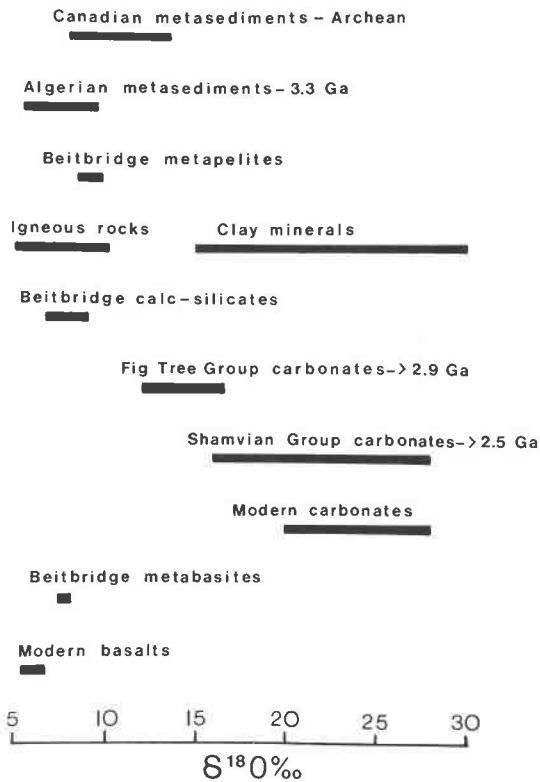 Canadian metasediments - Archean
Algerian metasediments - 3.3 Ga
Beitbridge metapelites
Igneous rocks
Clay minerals
Beitbridge calc-silicates
Fig Tree Group carbonates->2.9 Ga
Shamvian Group carbonates->2.5 Ga
Modern carbonates
Beitbridge metabasites
Modern basalts
5 10 15 20 25 30
δ¹⁸O‰